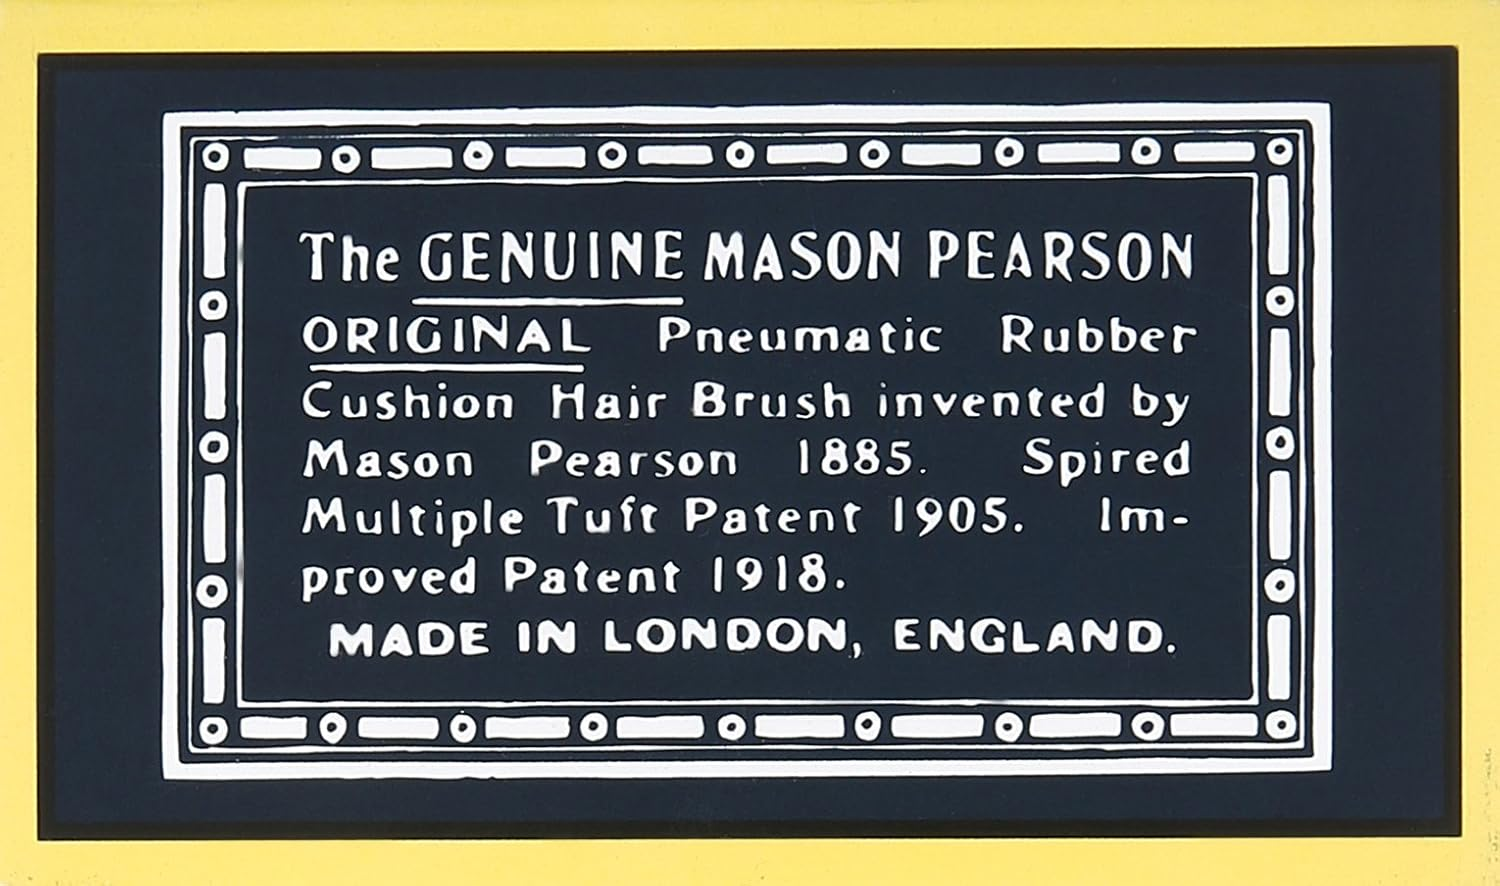 The GENUINE MASON PEARSON
ORIGINAL Pneumatic Rubber
Cushion Hair Brush invented by
Mason Pearson 1885. Spired
Multiple Tuft Patent 1905. Im-
proved Patent 1918.
MADE IN LONDON, ENGLAND.